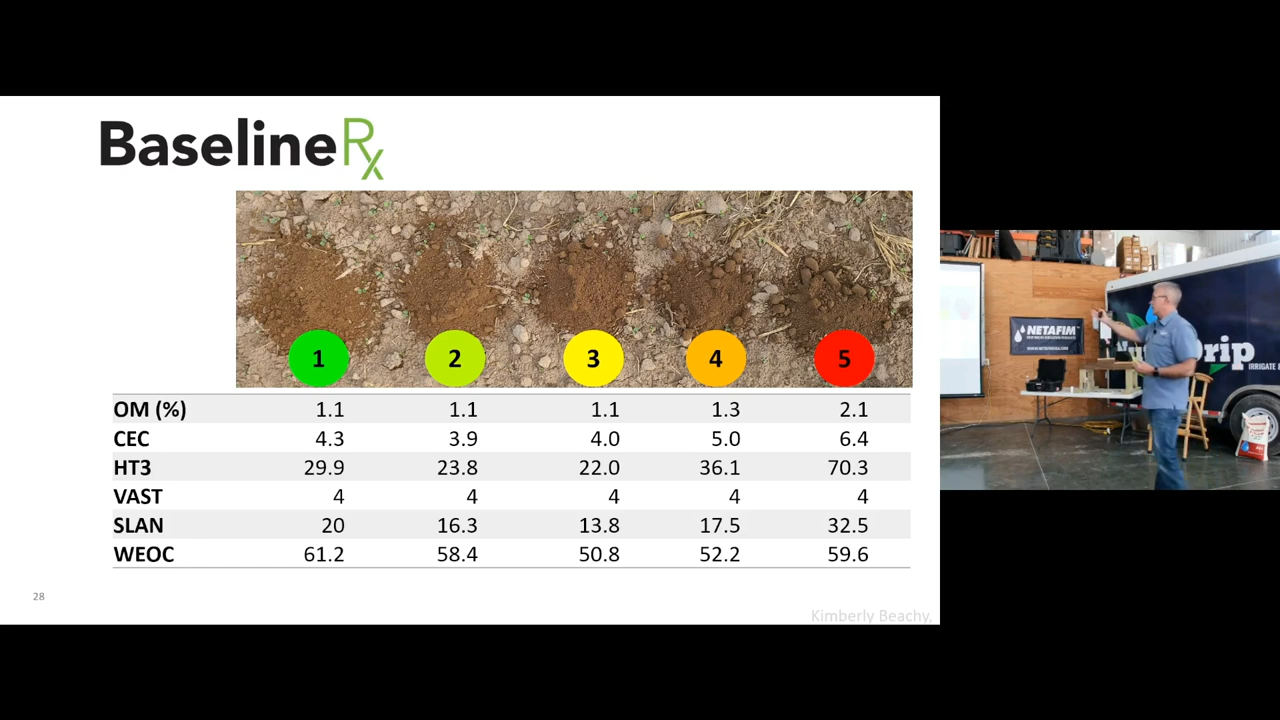 BaselineRx
1 2 3 4 5
OM (%) 1.1 1.1 1.1 1.3 2.1
CEC 4.3 3.9 4.0 5.0 6.4
HT3 29.9 23.8 22.0 36.1 70.3
VAST 4 4 4 4 4
SLAN 20 16.3 13.8 17.5 32.5
WEOC 61.2 58.4 50.8 52.2 59.6
28
Kimberly Beachy,
NETAFIM
Drip
IRRIGATE &